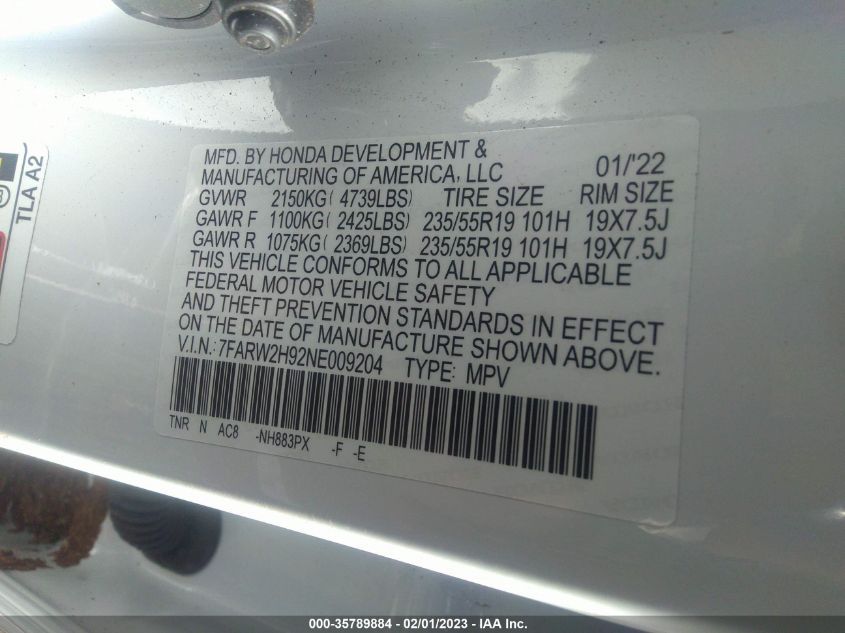 TLA A2
MFD. BY HONDA DEVELOPMENT &
MANUFACTURING OF AMERICA, LLC 01/'22
GVWR 2150KG( 4739LBS) TIRE SIZE RIM SIZE
GAWR F 1100KG( 2425LBS) 235/55R19 101H 19X7.5J
GAWR R 1075KG( 2369LBS) 235/55R19 101H 19X7.5J
THIS VEHICLE CONFORMS TO ALL APPLICABLE
FEDERAL MOTOR VEHICLE SAFETY
AND THEFT PREVENTION STANDARDS IN EFFECT
ON THE DATE OF MANUFACTURE SHOWN ABOVE.
V.I.N.: 7FARW2H92NE009204 TYPE: MPV
TNR N AC8 -NH883PX -F -E
000-35789884 - 02/01/2023 - IAA Inc.